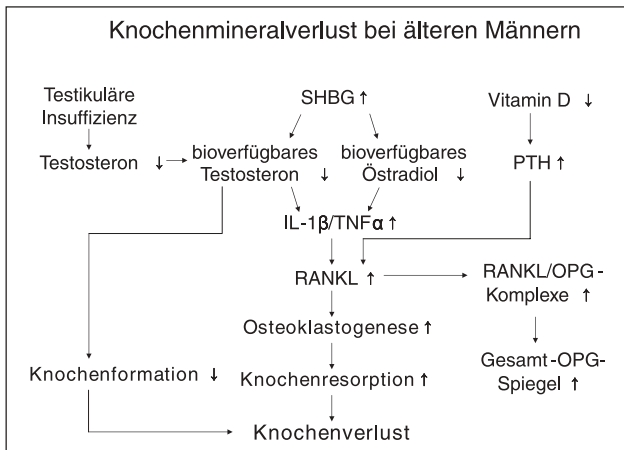 Knochenmineralverlust bei älteren Männern
Testikuläre
Insuffizienz
SHBG ↑
Vitamin D ↓
Testosteron ↓
bioverfügbares
Testosteron ↓
bioverfügbares
Östradiol ↓
PTH ↑
IL-1β/TNFα ↑
RANKL ↑
RANKL/OPG-
Komplexe ↑
Osteoklastogenese ↑
Gesamt-OPG-
Spiegel ↑
Knochenformation ↓
Knochenresorption ↑
Knochenverlust